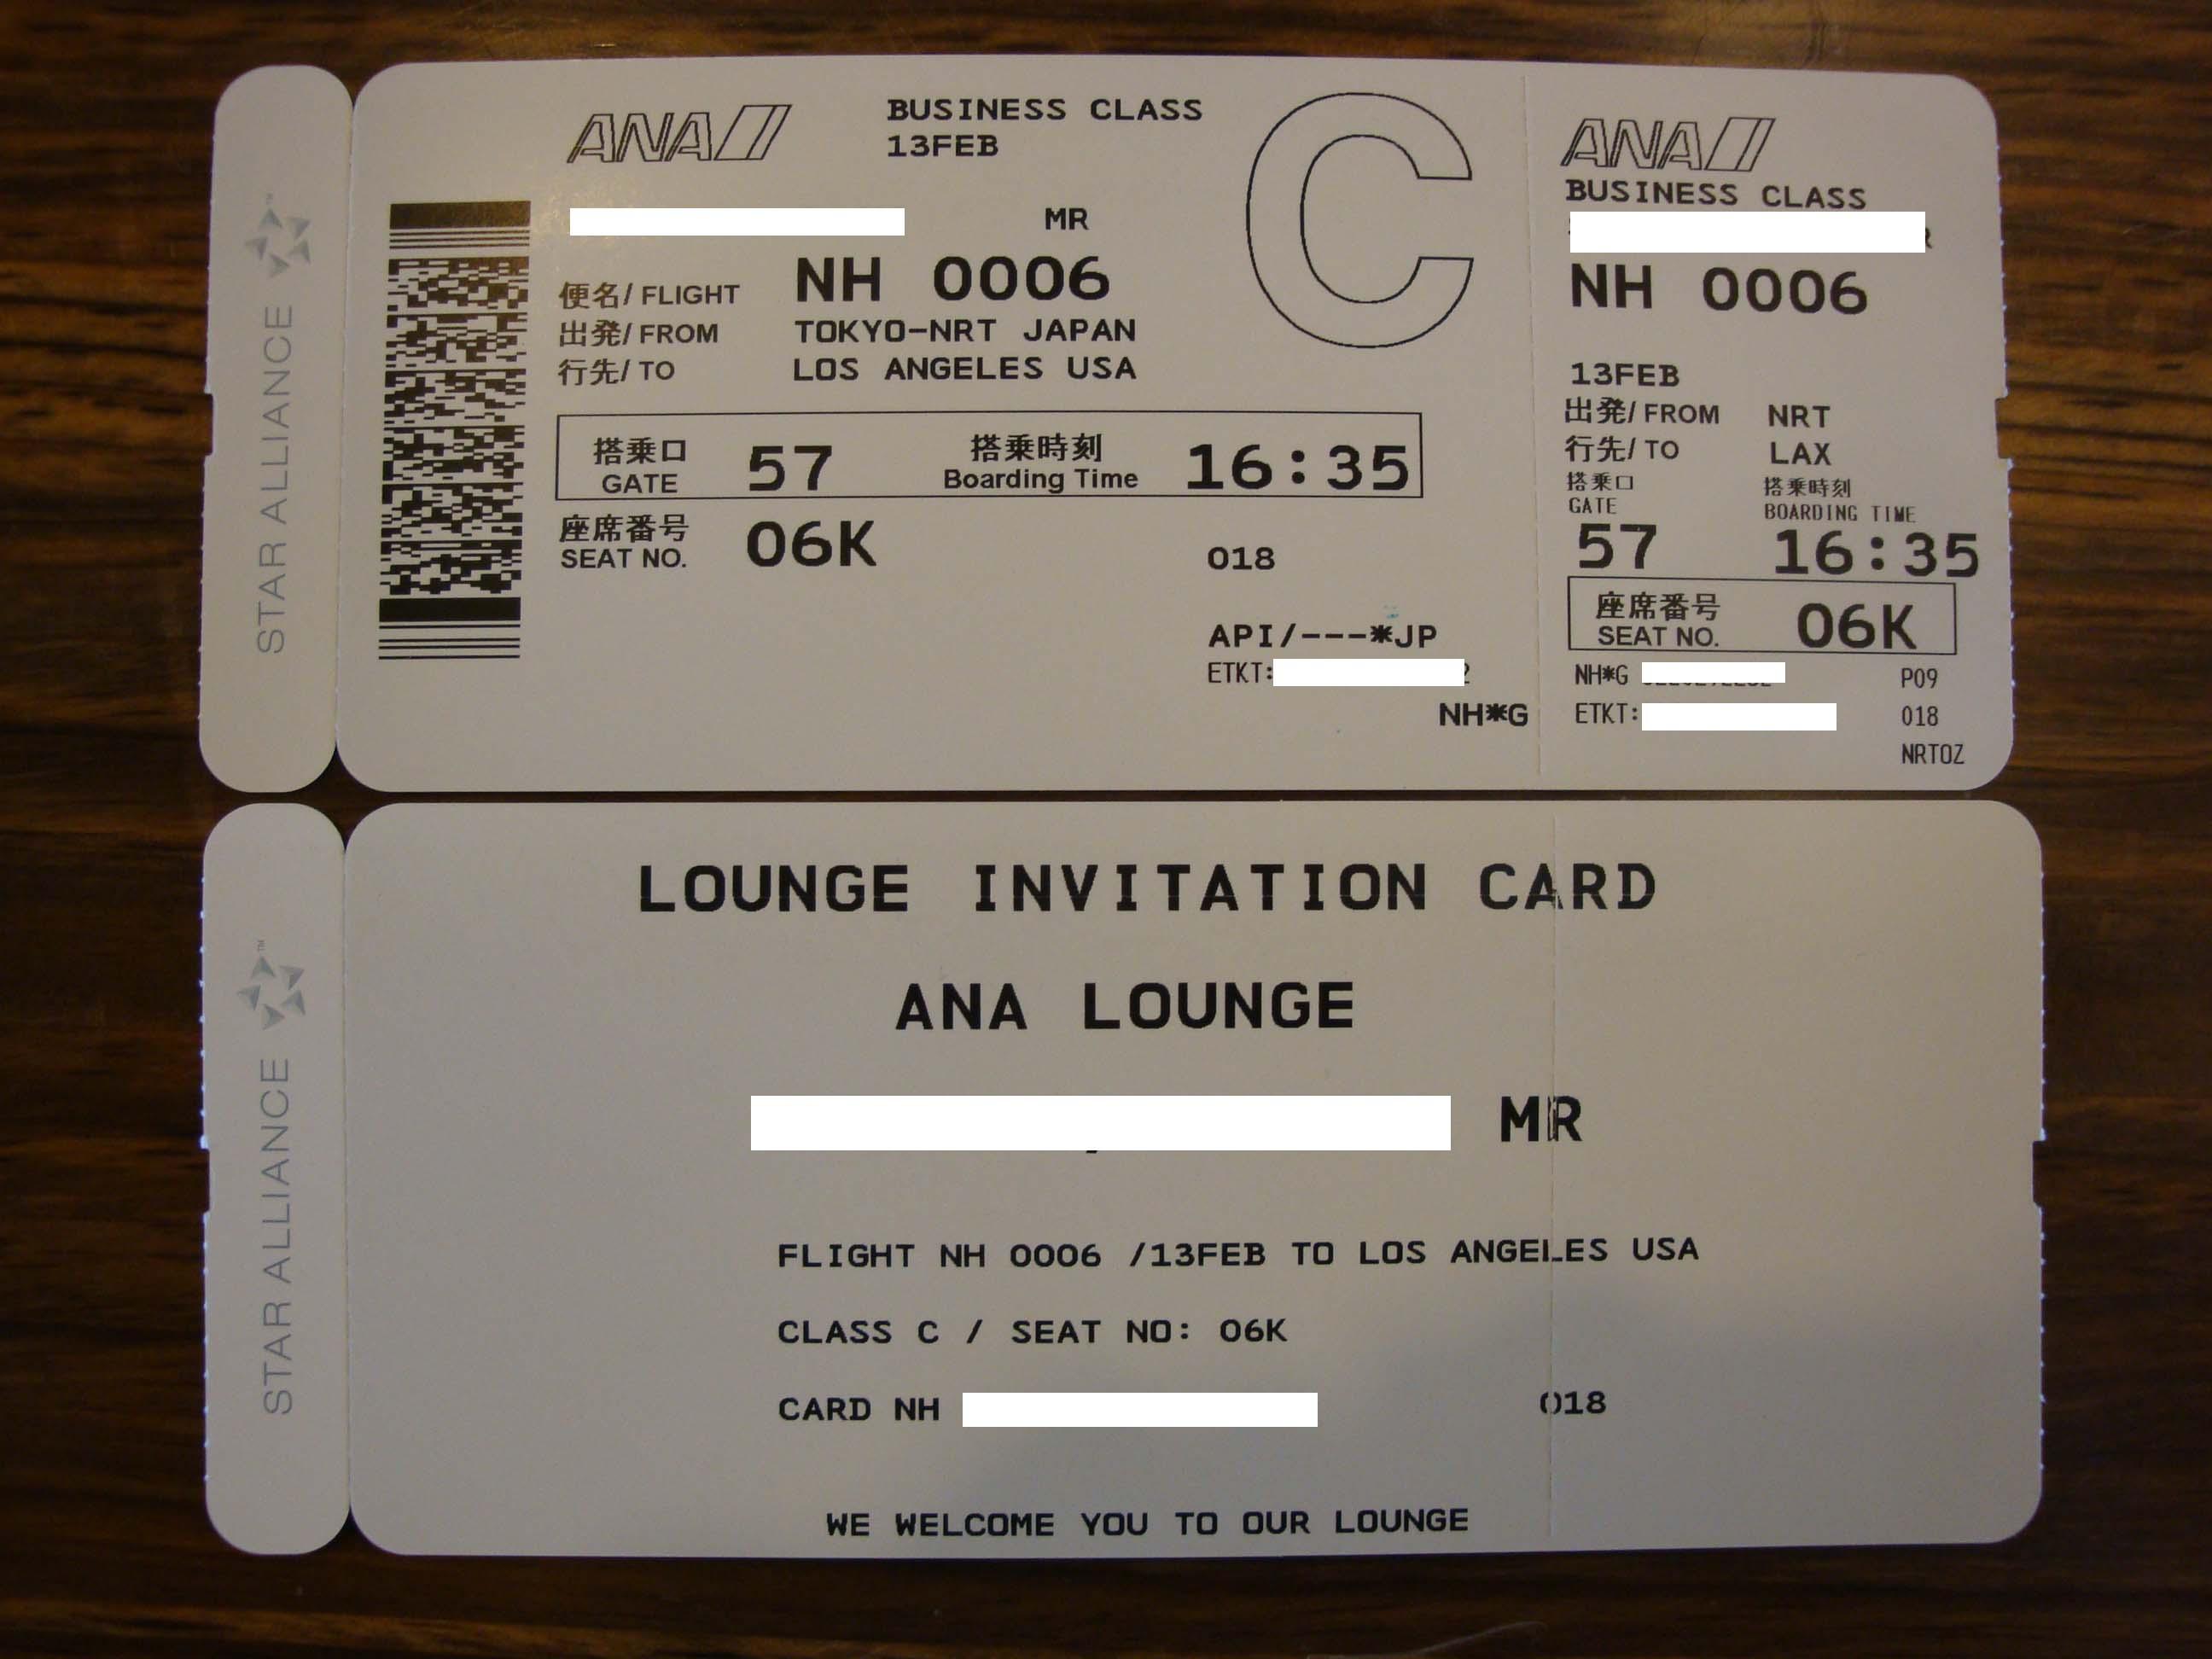 STAR ALLIANCE
ANA
BUSINESS CLASS
13FEB
C
MR
便名/ FLIGHT NH 0006
出発/ FROM TOKYO-NRT JAPAN
行先/ TO LOS ANGELES USA
搭乗口 搭乗時刻
GATE 57 Boarding Time 16:35
座席番号
SEAT NO. 06K
018
API/---*JP
ETKT:
NH*G
ANA
BUSINESS CLASS
NH 0006
13FEB
出発/ FROM NRT
行先/ TO LAX
搭乗口 搭乗時刻
GATE BOARDING TIME
57 16:35
座席番号
SEAT NO. 06K
NH*G P09
ETKT: 018
NRTOZ
STAR ALLIANCE
LOUNGE INVITATION CARD
ANA LOUNGE
MR
FLIGHT NH 0006 /13FEB TO LOS ANGELES USA
CLASS C / SEAT NO: 06K
CARD NH 018
WE WELCOME YOU TO OUR LOUNGE